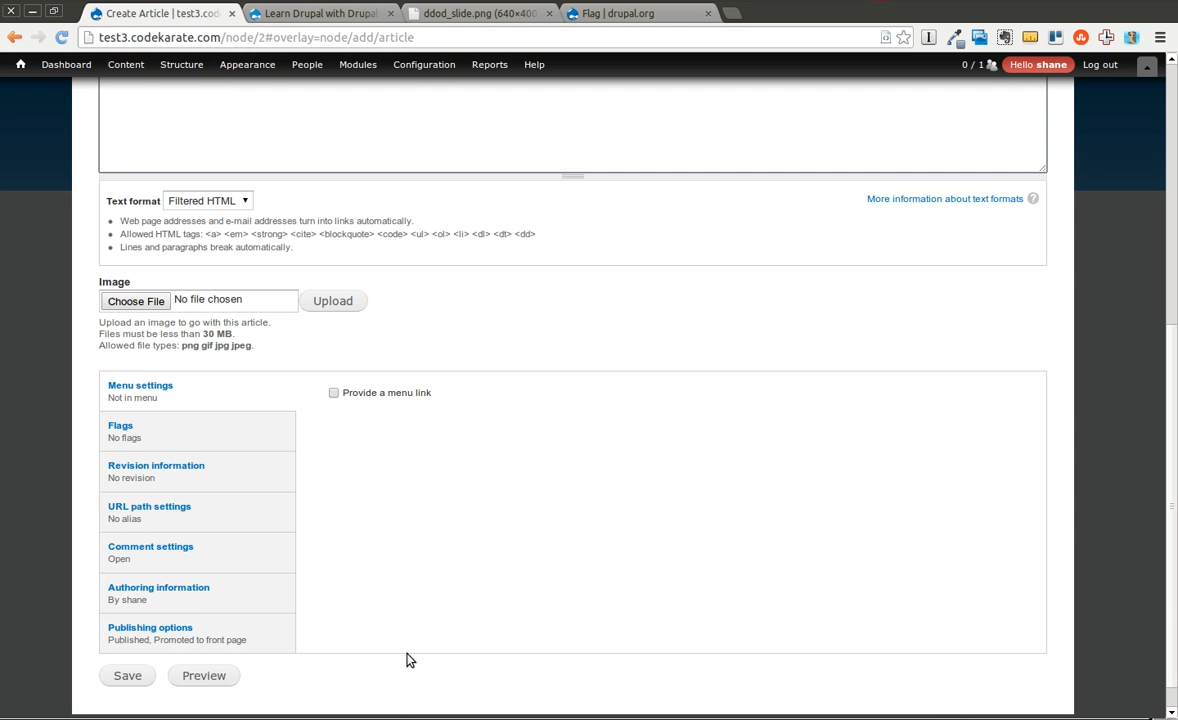 Create Article | test3.cod
Learn Drupal with Drupal
ddod_slide.png (640×400
Flag | drupal.org
test3.codekarate.com/node/2#overlay=node/add/article
Dashboard Content Structure Appearance People Modules Configuration Reports Help 0 / 1 Hello shane Log out
Text format Filtered HTML More information about text formats ?
Web page addresses and e-mail addresses turn into links automatically.
Allowed HTML tags: <a> <em> <strong> <cite> <blockquote> <code> <ul> <ol> <li> <dl> <dt> <dd>
Lines and paragraphs break automatically.
Image
Choose File No file chosen Upload
Upload an image to go with this article.
Files must be less than 30 MB.
Allowed file types: png gif jpg jpeg.
Menu settings
Not in menu
Provide a menu link
Flags
No flags
Revision information
No revision
URL path settings
No alias
Comment settings
Open
Authoring information
By shane
Publishing options
Published, Promoted to front page
Save Preview